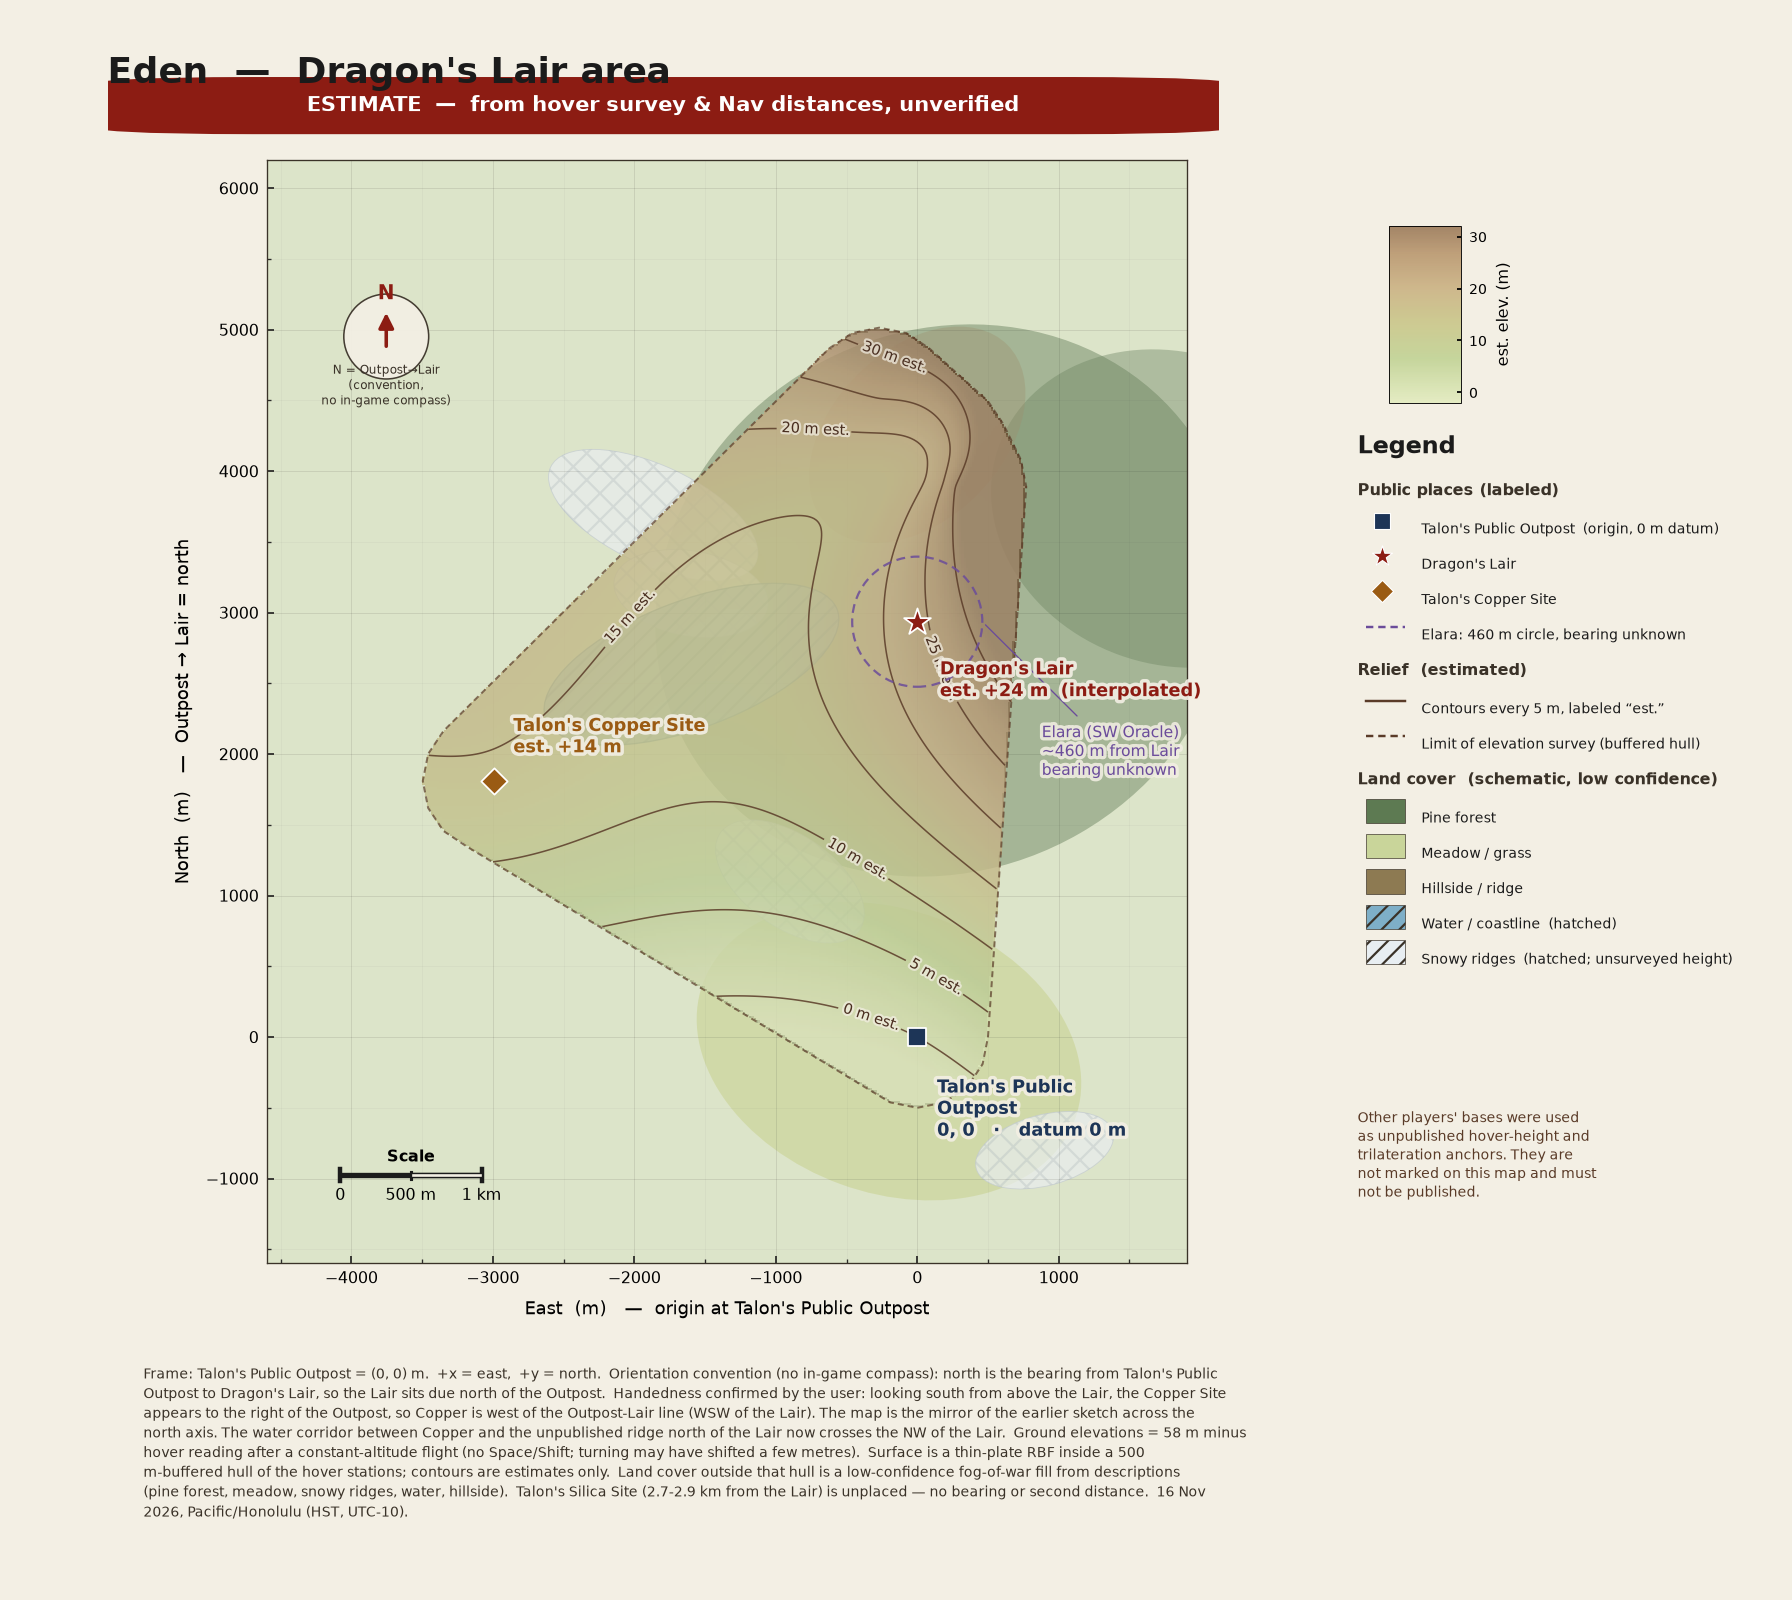 Eden — Dragon's Lair area
ESTIMATE — from hover survey & Nav distances, unverified
6000
5000
4000
3000
2000
1000
0
−1000
North (m) — Outpost → Lair = north
N
N = Outpost→Lair
(convention,
no in-game compass)
30 m est.
20 m est.
15 m est.
25
10 m est.
5 m est.
0 m est.
Dragon's Lair
est. +24 m (interpolated)
Talon's Copper Site
est. +14 m
Elara (SW Oracle)
~460 m from Lair
bearing unknown
Talon's Public
Outpost
0, 0 · datum 0 m
Scale
0 500 m 1 km
−4000 −3000 −2000 −1000 0 1000
East (m) — origin at Talon's Public Outpost
30
20
10
0
est. elev. (m)
Legend
Public places (labeled)
Talon's Public Outpost (origin, 0 m datum)
Dragon's Lair
Talon's Copper Site
Elara: 460 m circle, bearing unknown
Relief (estimated)
Contours every 5 m, labeled “est.”
Limit of elevation survey (buffered hull)
Land cover (schematic, low confidence)
Pine forest
Meadow / grass
Hillside / ridge
Water / coastline (hatched)
Snowy ridges (hatched; unsurveyed height)
Other players' bases were used
as unpublished hover-height and
trilateration anchors. They are
not marked on this map and must
not be published.
Frame: Talon's Public Outpost = (0, 0) m. +x = east, +y = north. Orientation convention (no in-game compass): north is the bearing from Talon's Public
Outpost to Dragon's Lair, so the Lair sits due north of the Outpost. Handedness confirmed by the user: looking south from above the Lair, the Copper Site
appears to the right of the Outpost, so Copper is west of the Outpost-Lair line (WSW of the Lair). The map is the mirror of the earlier sketch across the
north axis. The water corridor between Copper and the unpublished ridge north of the Lair now crosses the NW of the Lair. Ground elevations = 58 m minus
hover reading after a constant-altitude flight (no Space/Shift; turning may have shifted a few metres). Surface is a thin-plate RBF inside a 500
m-buffered hull of the hover stations; contours are estimates only. Land cover outside that hull is a low-confidence fog-of-war fill from descriptions
(pine forest, meadow, snowy ridges, water, hillside). Talon's Silica Site (2.7-2.9 km from the Lair) is unplaced — no bearing or second distance. 16 Nov
2026, Pacific/Honolulu (HST, UTC-10).